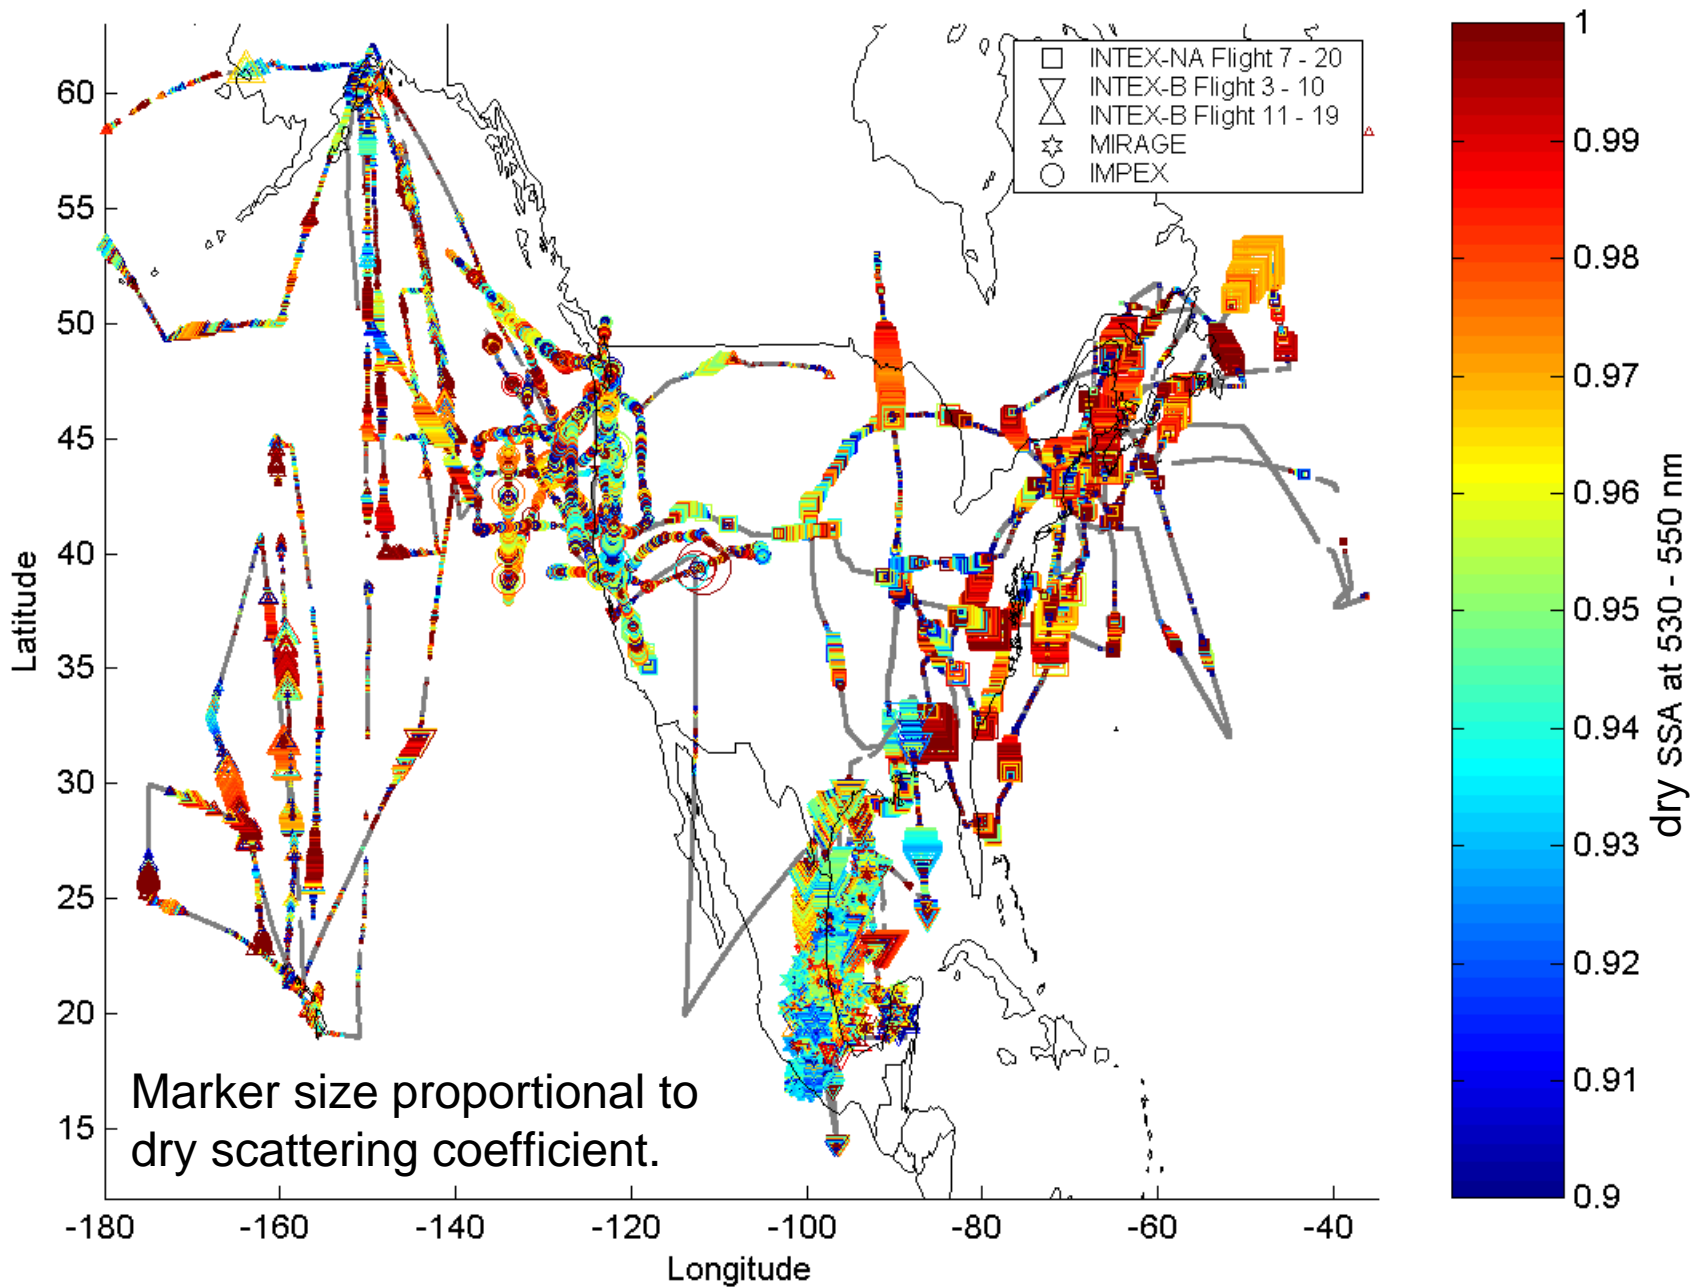 INTEX-NA Flight 7 - 20
INTEX-B Flight 3 - 10
INTEX-B Flight 11 - 19
MIRAGE
IMPEX
60
55
50
45
40
35
30
25
20
15
Latitude
Marker size proportional to
dry scattering coefficient.
-180
-160
-140
-120
-100
-80
-60
-40
Longitude
1
0.99
0.98
0.97
0.96
0.95
0.94
0.93
0.92
0.91
0.9
dry SSA at 530 - 550 nm